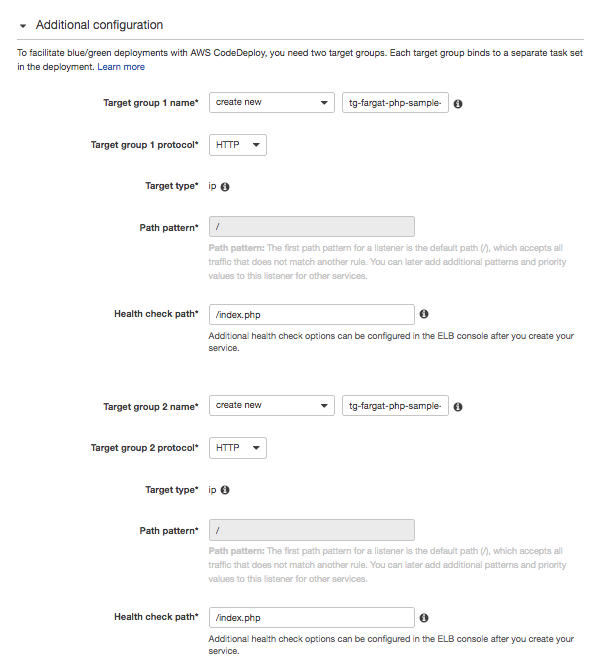 Additional configuration
To facilitate blue/green deployments with AWS CodeDeploy, you need two target groups. Each target group binds to a separate task set
in the deployment. Learn more
Target group 1 name* create new tg-fargat-php-sample-
Target group 1 protocol* HTTP
Target type* ip
Path pattern* /
Path pattern: The first path pattern for a listener is the default path (/), which accepts all
traffic that does not match another rule. You can later add additional patterns and priority
values to this listener for other services.
Health check path* /index.php
Additional health check options can be configured in the ELB console after you create your
service.
Target group 2 name* create new tg-fargat-php-sample-
Target group 2 protocol* HTTP
Target type* ip
Path pattern* /
Path pattern: The first path pattern for a listener is the default path (/), which accepts all
traffic that does not match another rule. You can later add additional patterns and priority
values to this listener for other services.
Health check path* /index.php
Additional health check options can be configured in the ELB console after you create your
service.